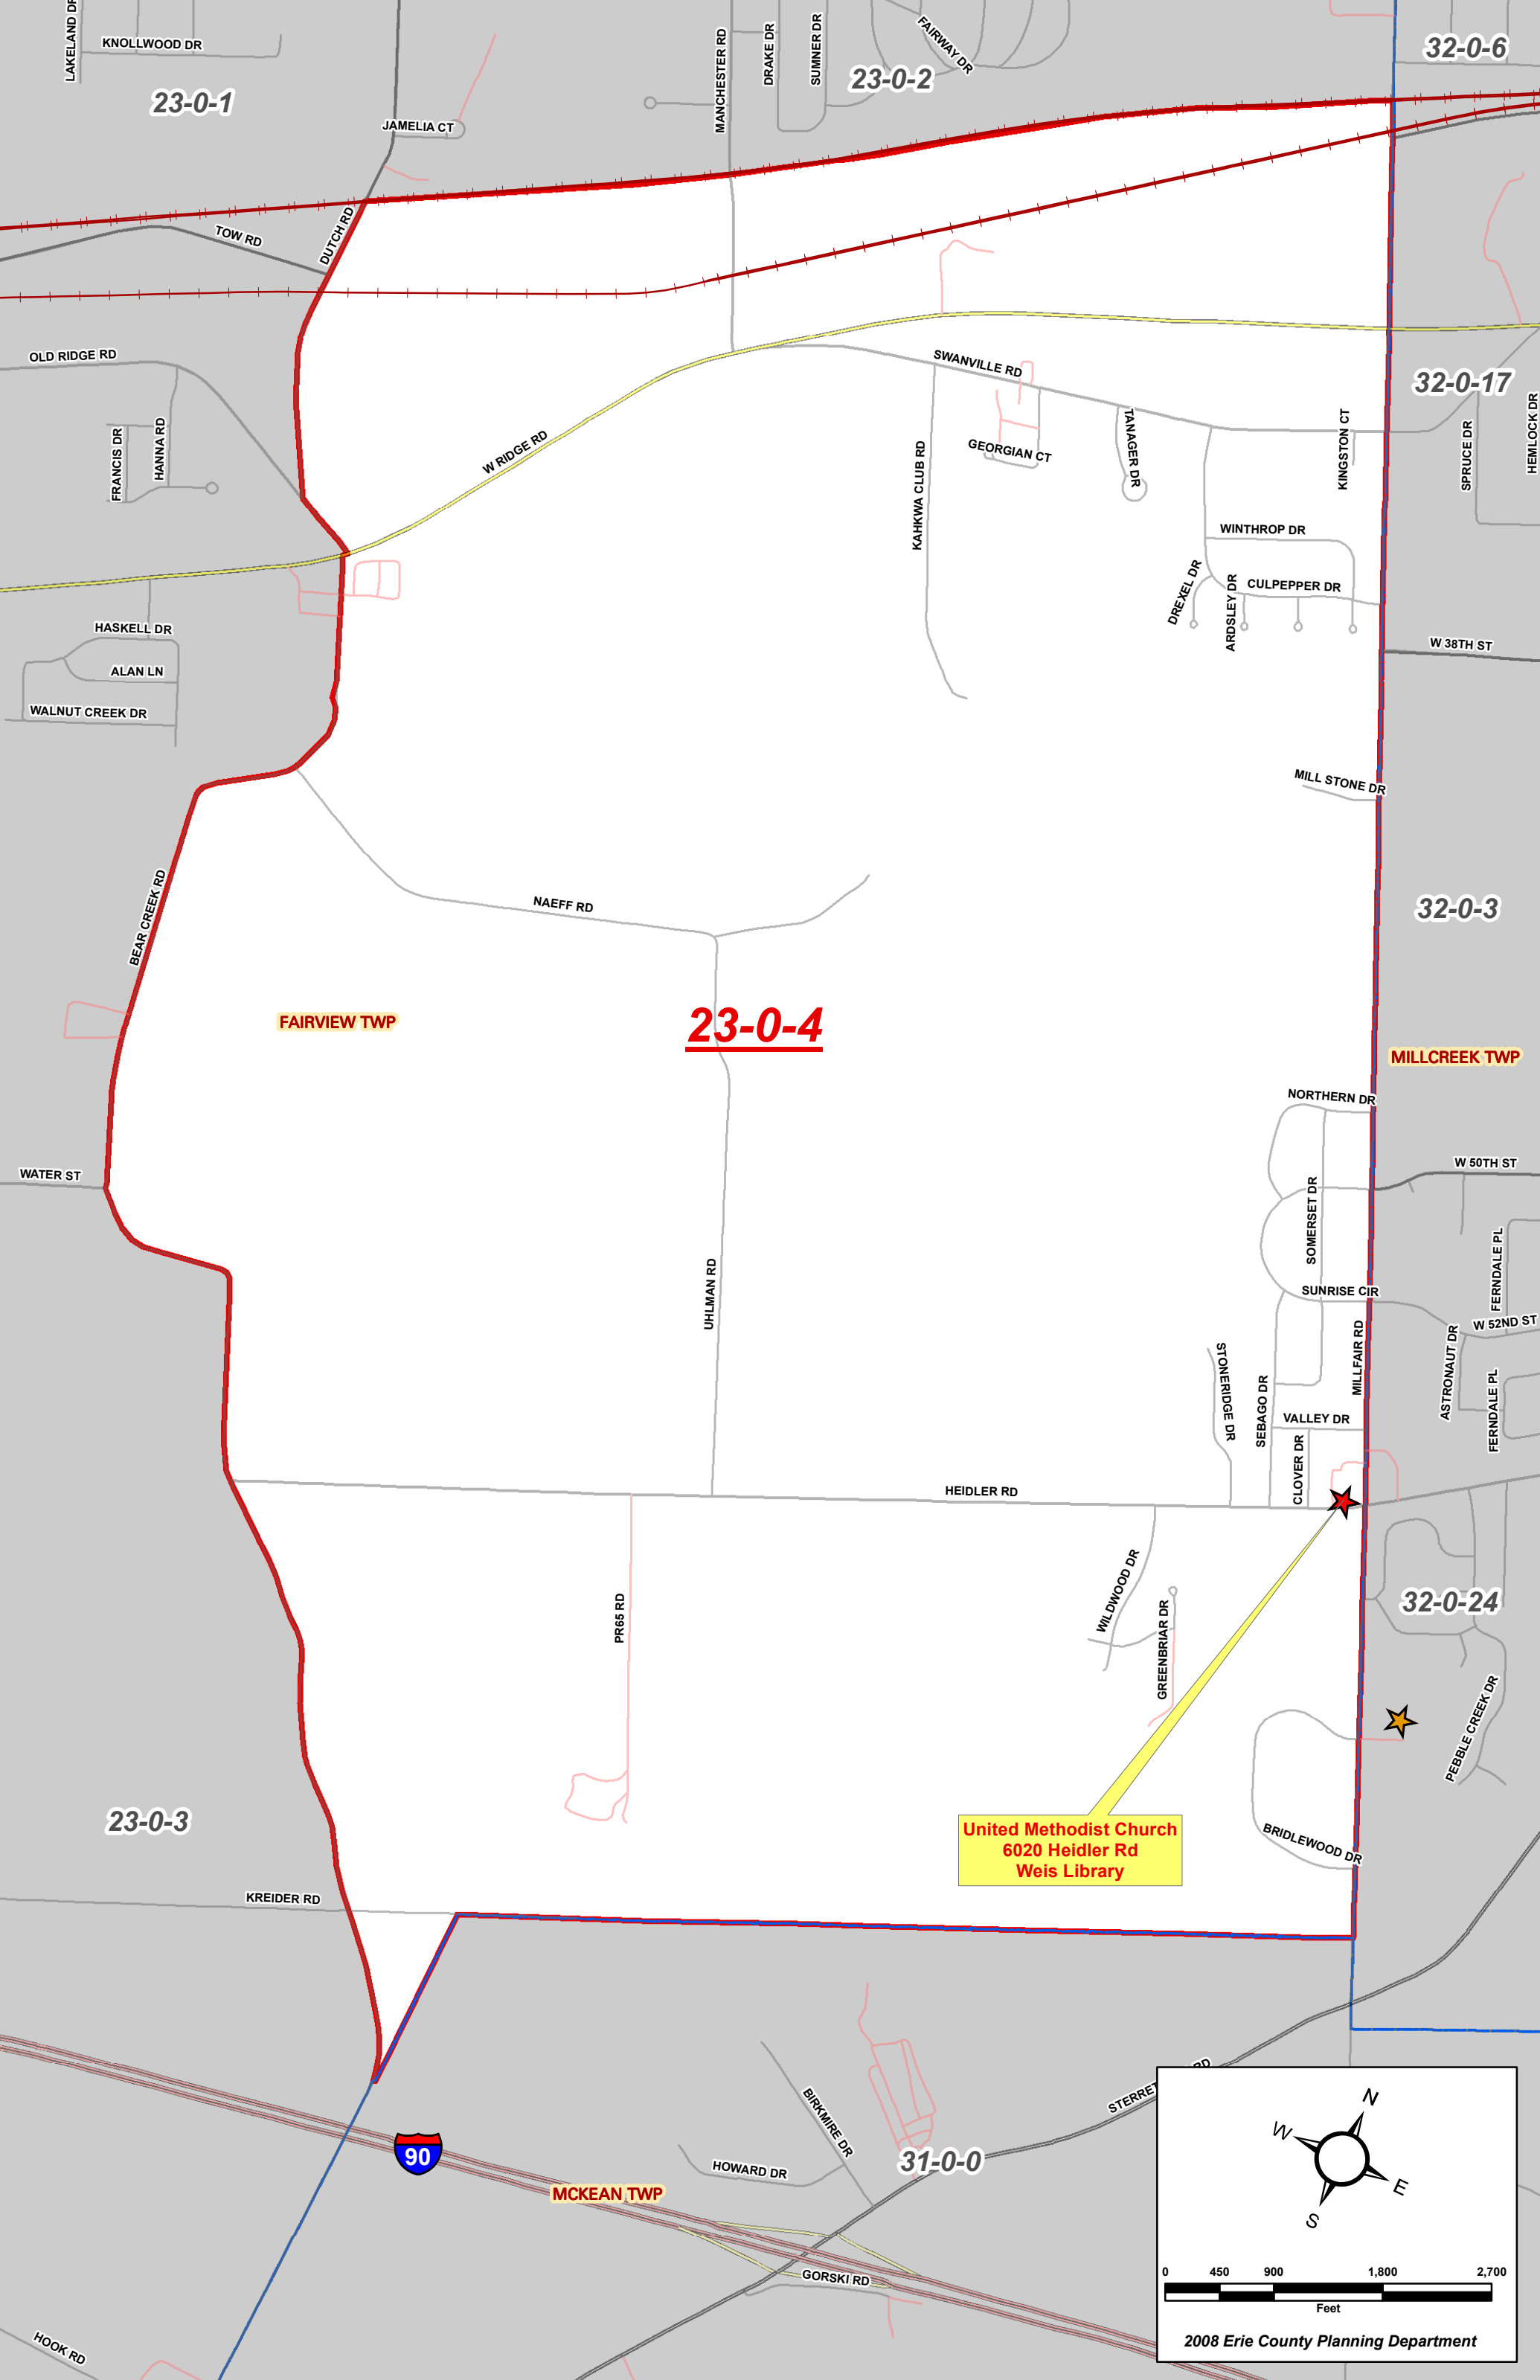 LAKELAND DR
KNOLLWOOD DR
23-0-1
JAMELIA CT
MANCHESTER RD
DRAKE DR
SUMNER DR
23-0-2
FAIRWAY DR
32-0-6
TOW RD
DUTCH RD
OLD RIDGE RD
FRANCIS DR
HANNA RD
W RIDGE RD
SWANVILLE RD
KAHKWA CLUB RD
GEORGIAN CT
TANAGER DR
KINGSTON CT
32-0-17
SPRUCE DR
HEMLOCK DR
WINTHROP DR
DREXEL DR
ARDSLEY DR
CULPEPPER DR
HASKELL DR
ALAN LN
WALNUT CREEK DR
W 38TH ST
MILL STONE DR
BEAR CREEK RD
NAEFF RD
32-0-3
FAIRVIEW TWP
23-0-4
MILLCREEK TWP
NORTHERN DR
WATER ST
W 50TH ST
SOMERSET DR
UHLMAN RD
SUNRISE CIR
FERNDALE PL
W 52ND ST
MILLFAIR RD
ASTRONAUT DR
STONERIDGE DR
SEBAGO DR
VALLEY DR
CLOVER DR
FERNDALE PL
HEIDLER RD
PR65 RD
WILDWOOD DR
GREENBRIAR DR
32-0-24
PEBBLE CREEK DR
23-0-3
United Methodist Church
6020 Heidler Rd
Weis Library
BRIDLEWOOD DR
KREIDER RD
90
BIRKMIRE DR
HOWARD DR
31-0-0
MCKEAN TWP
GORSKI RD
HOOK RD
N
W
E
S
0 450 900 1,800 2,700
Feet
2008 Erie County Planning Department